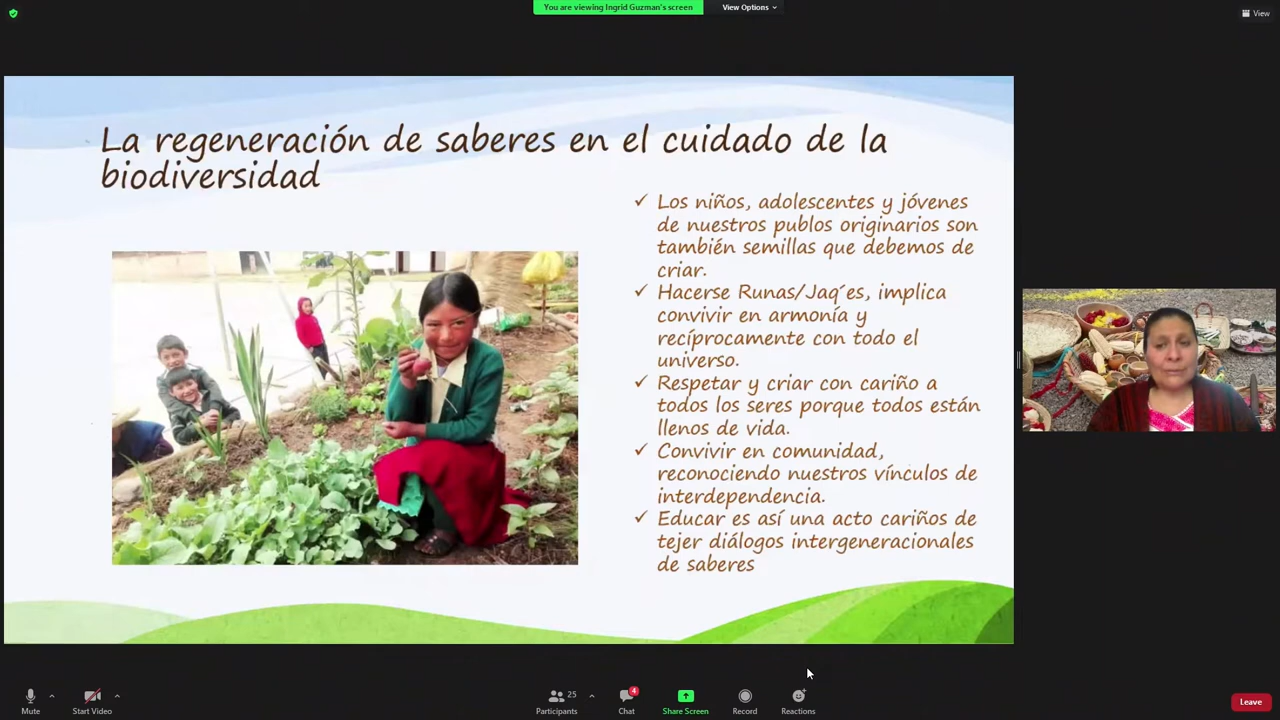 You are viewing Ingrid Guzman's screen
View Options
View
La regeneración de saberes en el cuidado de la
biodiversidad
✓ Los niños, adolescentes y jóvenes
de nuestros publos originarios son
también semillas que debemos de
criar.
✓ Hacerse Runas/Jaq´es, implica
convivir en armonía y
recíprocamente con todo el
universo.
✓ Respetar y criar con cariño a
todos los seres porque todos están
llenos de vida.
✓ Convivir en comunidad,
reconociendo nuestros vínculos de
interdependencia.
✓ Educar es así una acto cariños de
tejer diálogos intergeneracionales
de saberes
Mute
Start Video
25
Participants
4
Chat
Share Screen
Record
Reactions
Leave